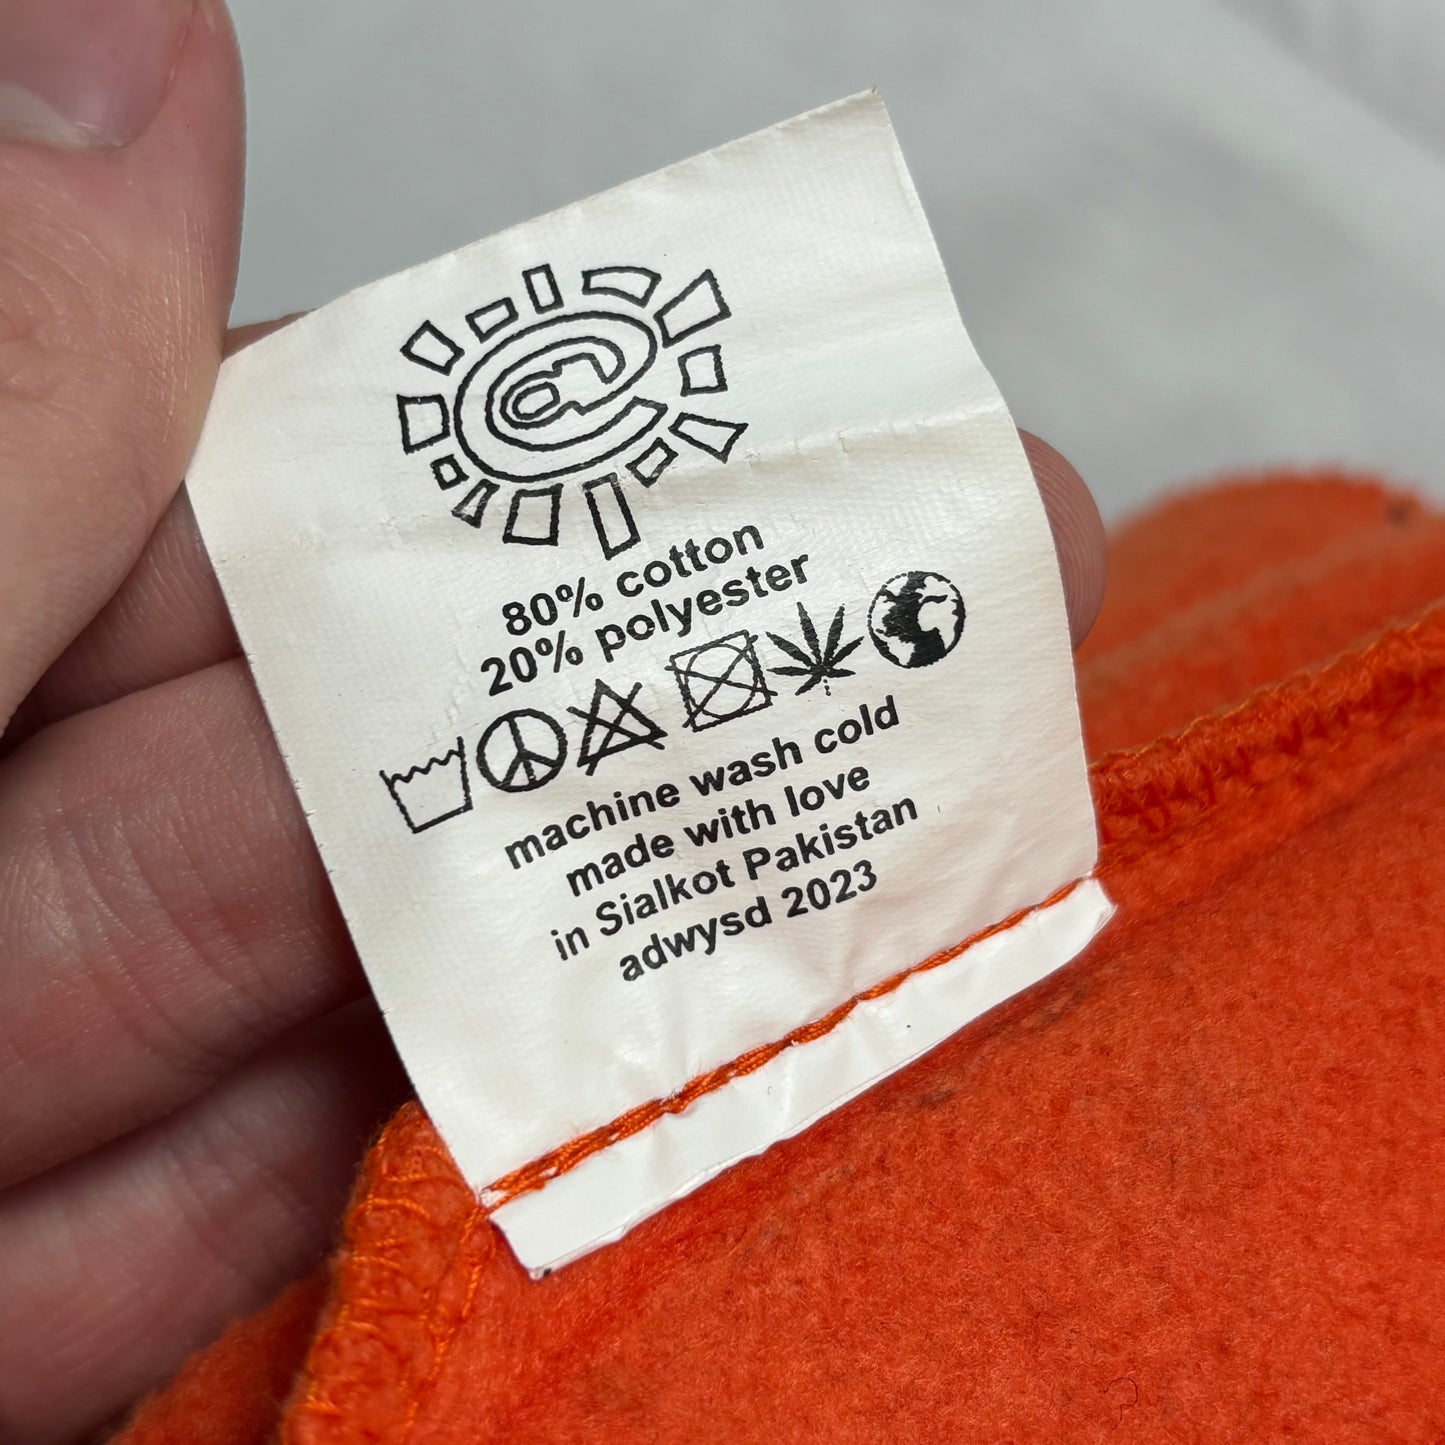 80% cotton
20% polyester
machine wash cold
made with love
in Sialkot Pakistan
adwysd 2023